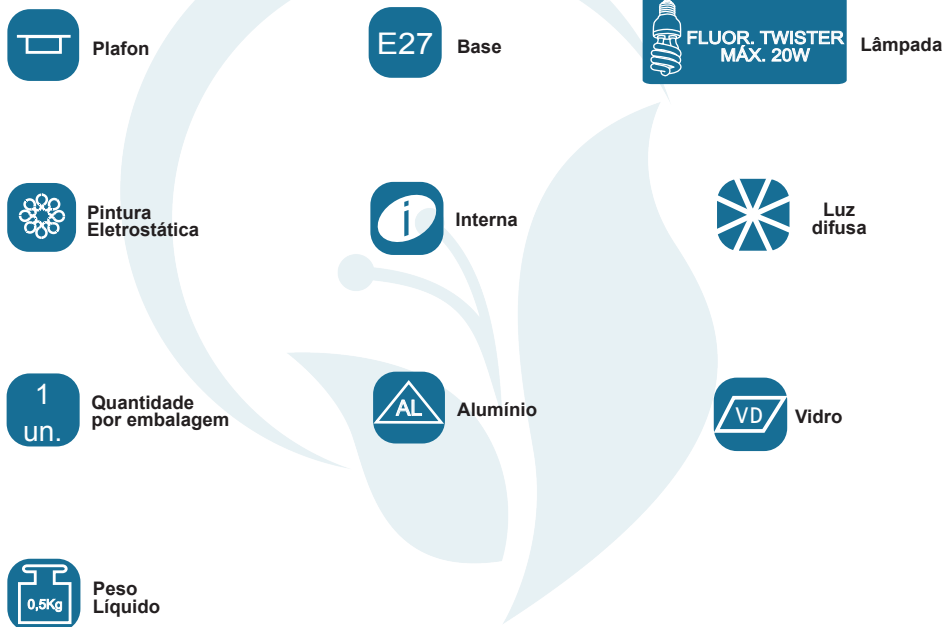 Plafon
E27
Base
FLUOR. TWISTER
MÁX. 20W
Lâmpada
Pintura
Eletrostática
i
Interna
Luz
difusa
1
un.
Quantidade
por embalagem
AL
Alumínio
VD
Vidro
0,5Kg
Peso
Líquido